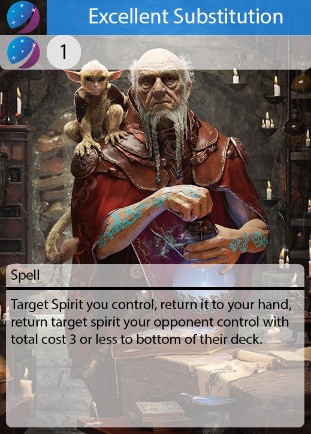 Excellent Substitution
1
Spell
Target Spirit you control, return it to your hand,
return target spirit your opponent control with
total cost 3 or less to bottom of their deck.